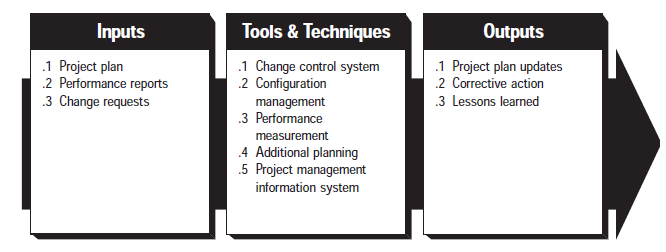 Inputs
.1 Project plan
.2 Performance reports
.3 Change requests
Tools & Techniques
.1 Change control system
.2 Configuration
management
.3 Performance
measurement
.4 Additional planning
.5 Project management
information system
Outputs
.1 Project plan updates
.2 Corrective action
.3 Lessons learned